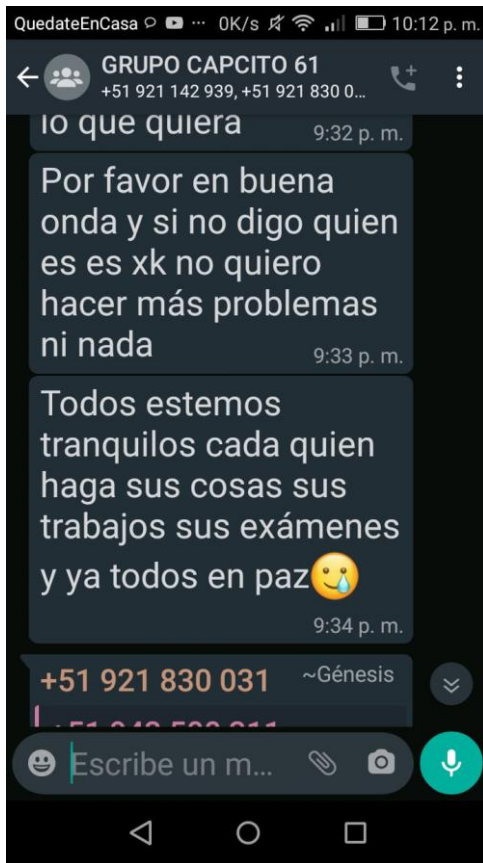 QuedateEnCasa ... 0K/s 10:12 p. m.
GRUPO CAPCITO 61
+51 921 142 939, +51 921 830 0...
lo que quiera
9:32 p. m.
Por favor en buena
onda y si no digo quien
es es xk no quiero
hacer más problemas
ni nada
9:33 p. m.
Todos estemos
tranquilos cada quien
haga sus cosas sus
trabajos sus exámenes
y ya todos en paz🥲
9:34 p. m.
+51 921 830 031 ~Génesis
Escribe un m...